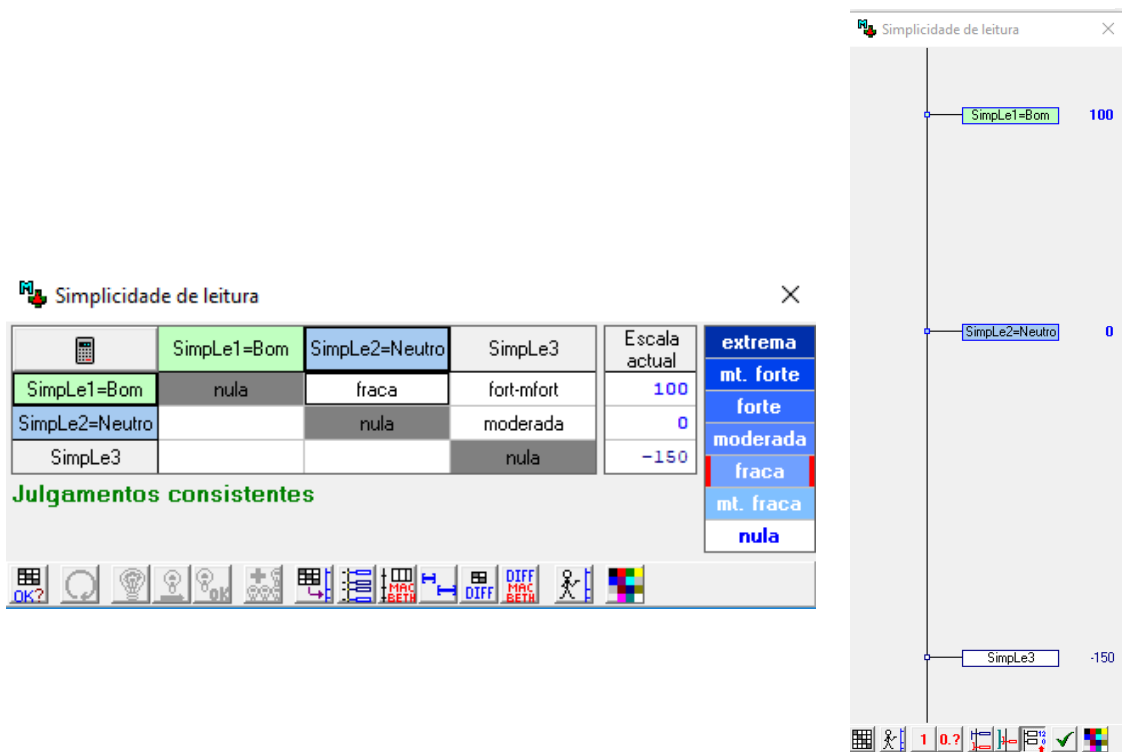 Simplicidade de leitura
SimpLe1=Bom SimpLe2=Neutro SimpLe3 Escala actual
SimpLe1=Bom nula fraca fort-mfort 100
SimpLe2=Neutro nula moderada 0
SimpLe3 nula -150
extrema
mt. forte
forte
moderada
fraca
mt. fraca
nula
Julgamentos consistentes
OK? OK MAC BETH DIFF DIFF MAC BETH
Simplicidade de leitura
SimpLe1=Bom 100
SimpLe2=Neutro 0
SimpLe3 -150
1 0.?